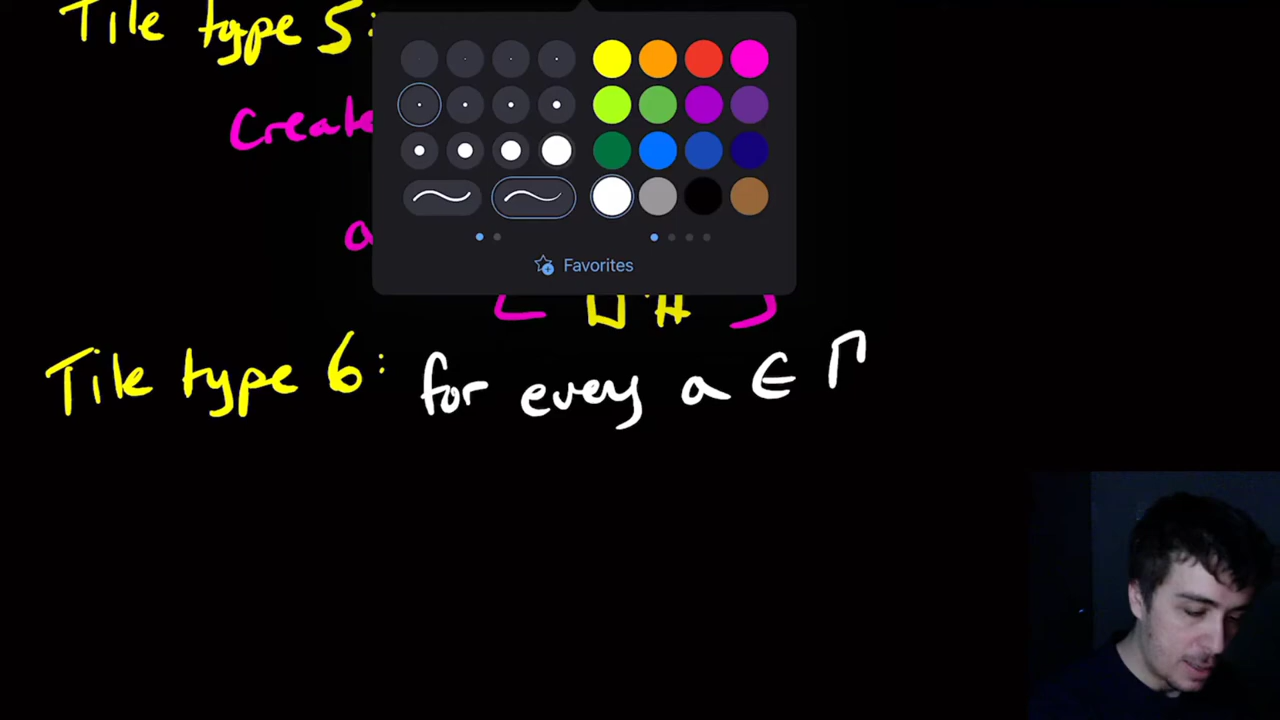 Tile type 5:
Create
a
Favorites
⊔ #
Tile type 6: for every a ∈ Γ